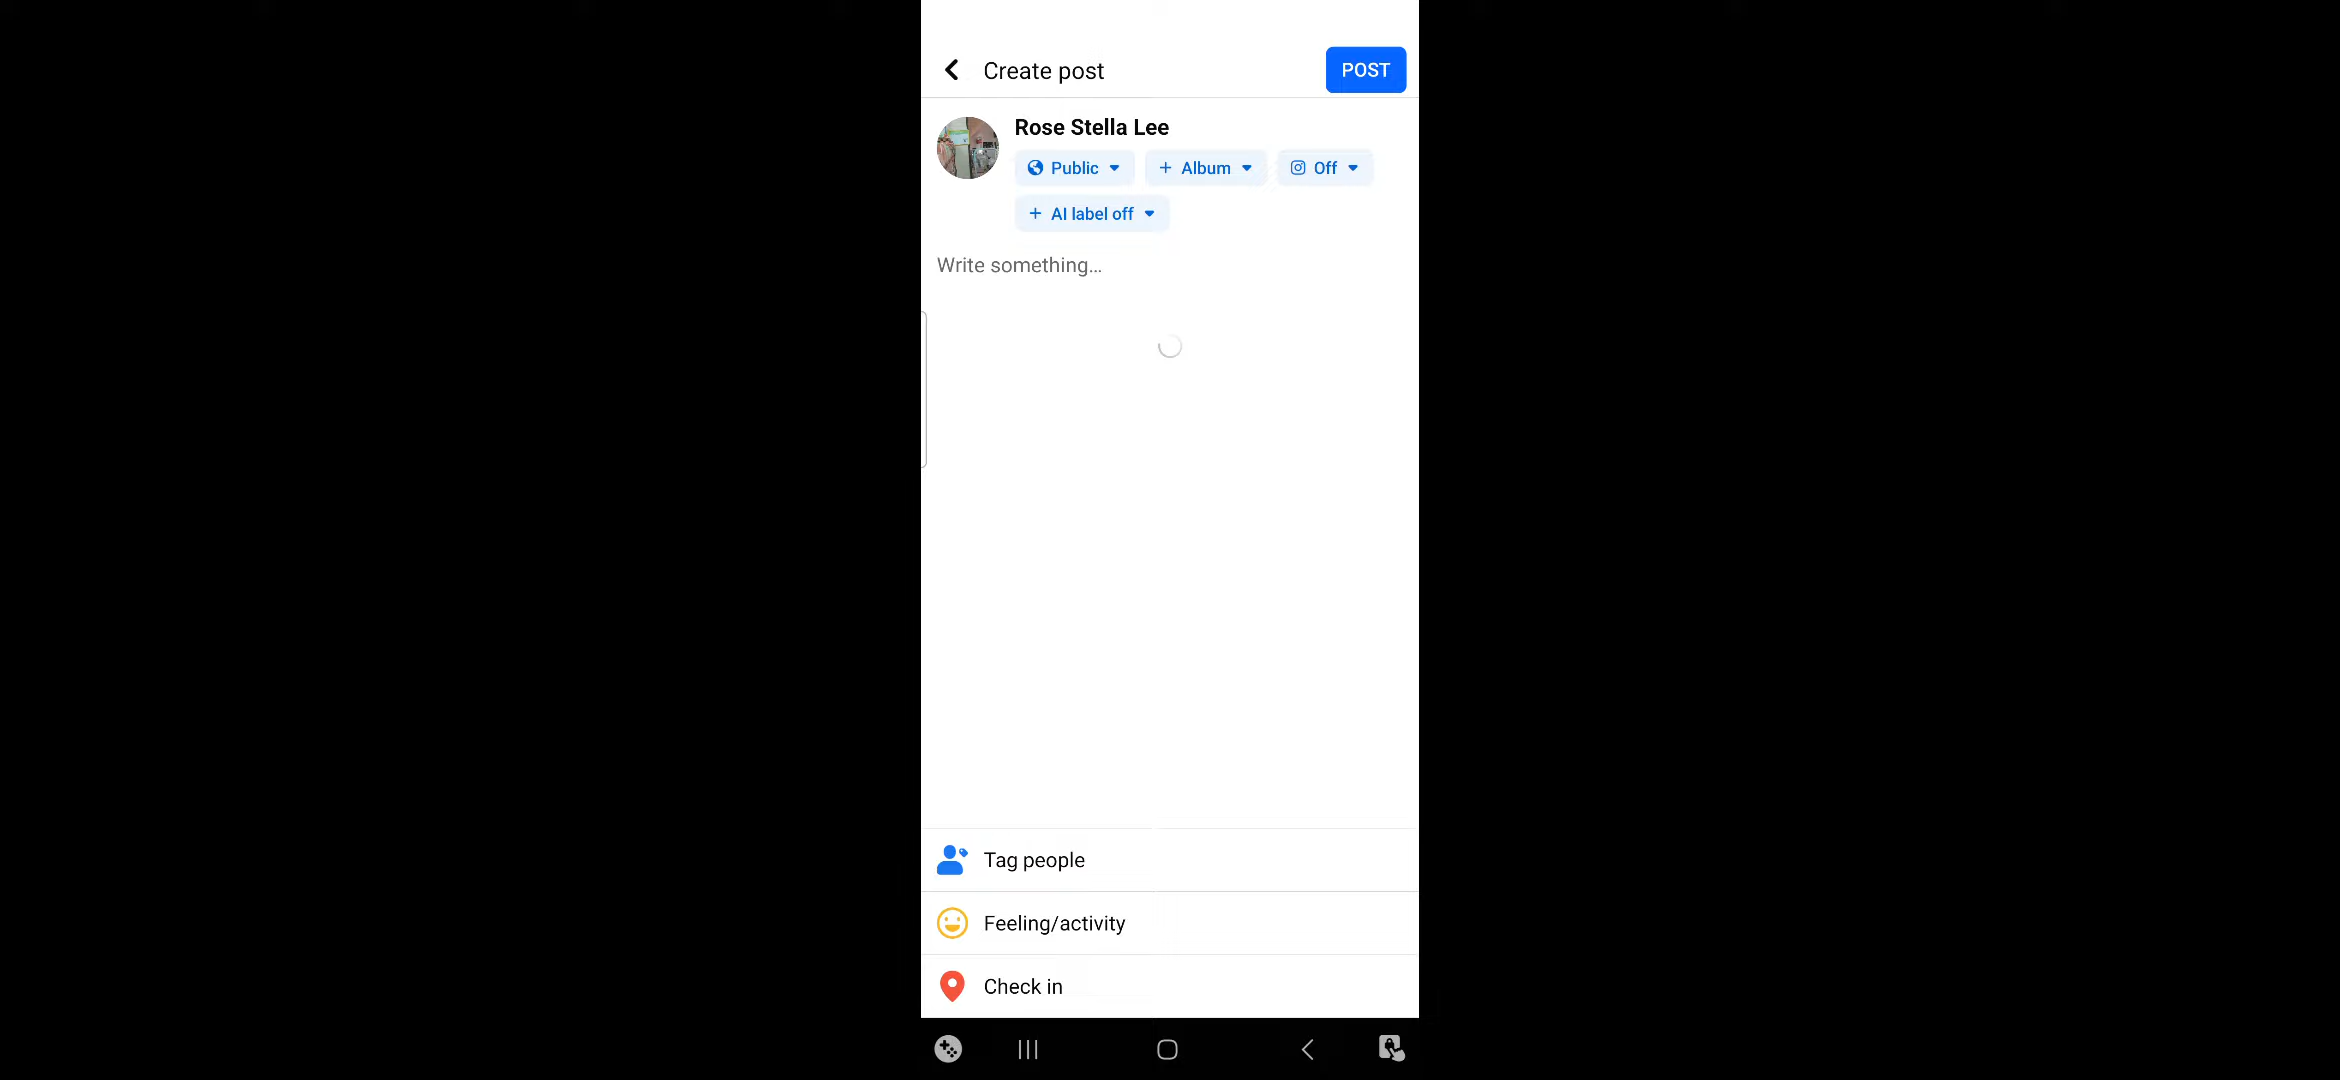 Create post
POST
Rose Stella Lee
Public
+ Album
Off
+ AI label off
Write something...
Tag people
Feeling/activity
Check in